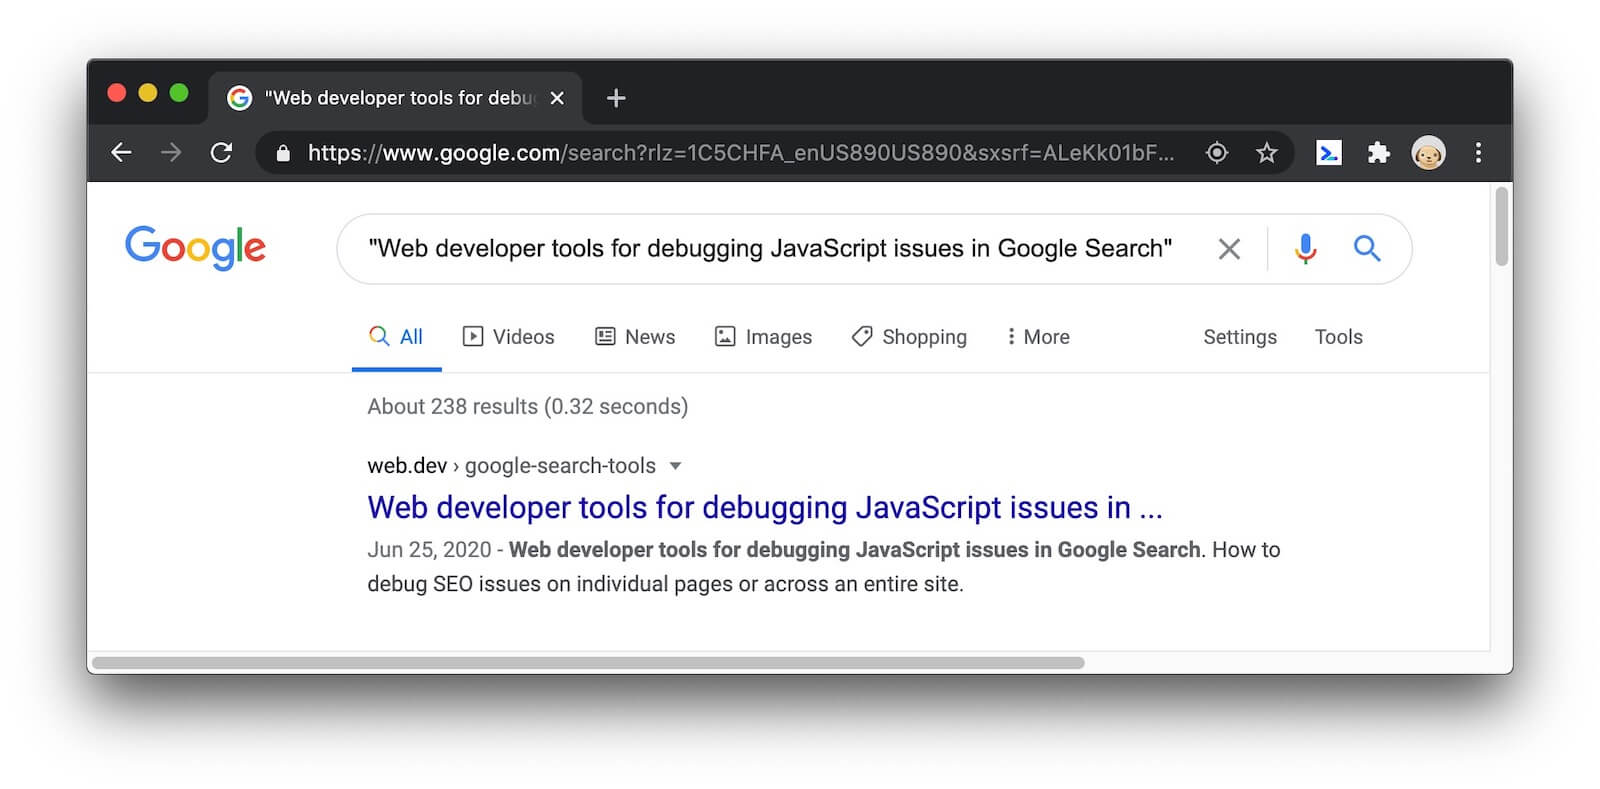 "Web developer tools for debu
https://www.google.com/search?rlz=1C5CHFA_enUS890US890&sxsrf=ALeKk01bF...
Google
"Web developer tools for debugging JavaScript issues in Google Search"
All Videos News Images Shopping More Settings Tools
About 238 results (0.32 seconds)
web.dev › google-search-tools
Web developer tools for debugging JavaScript issues in ...
Jun 25, 2020 - Web developer tools for debugging JavaScript issues in Google Search. How to
debug SEO issues on individual pages or across an entire site.